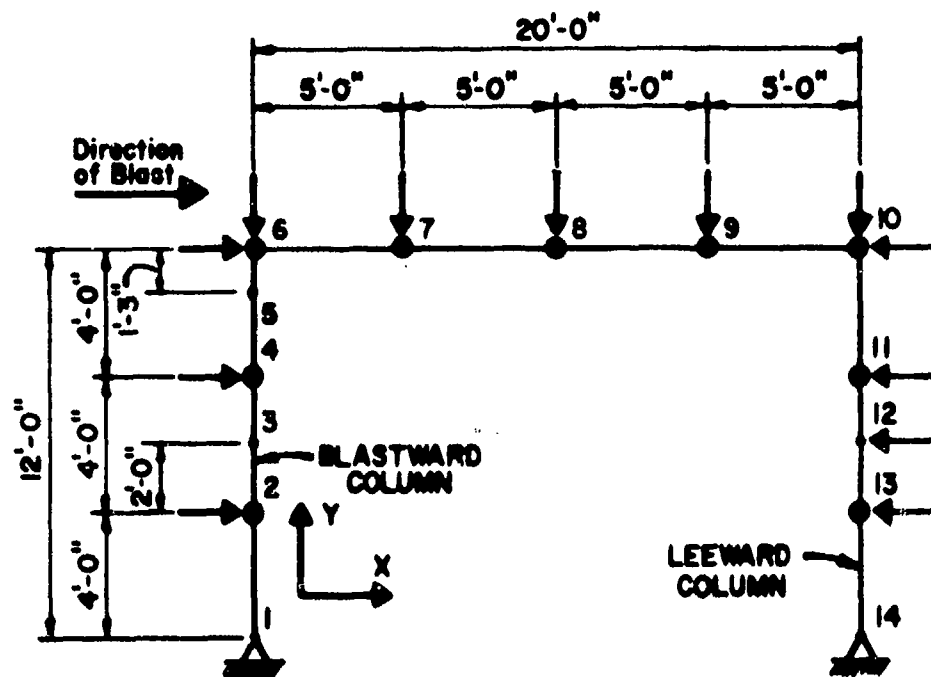 20'-0"
5'-0" 5'-0" 5'-0" 5'-0"
Direction
of Blast
6 7 8 9 10
1'-3"
4'-0"
5
4 11
12'-0"
4'-0"
3 12
2'-0"
BLASTWARD
COLUMN
2 13
Y
4'-0"
X
LEEWARD
COLUMN
1 14